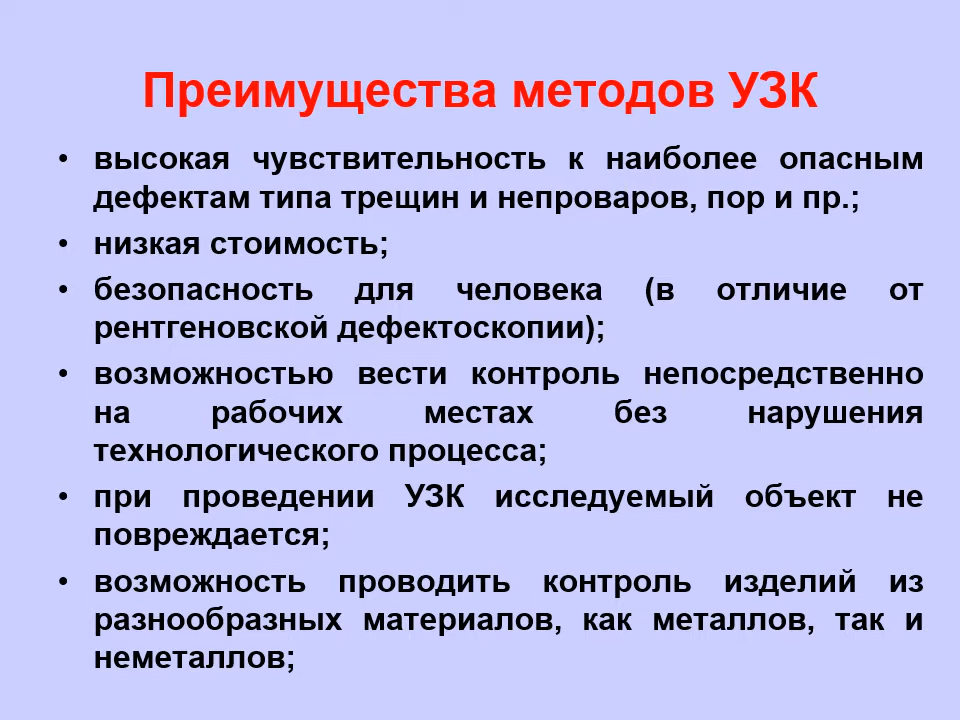 Преимущества методов УЗК
• высокая чувствительность к наиболее опасным
дефектам типа трещин и непроваров, пор и пр.;
• низкая стоимость;
• безопасность для человека (в отличие от
рентгеновской дефектоскопии);
• возможностью вести контроль непосредственно
на рабочих местах без нарушения
технологического процесса;
• при проведении УЗК исследуемый объект не
повреждается;
• возможность проводить контроль изделий из
разнообразных материалов, как металлов, так и
неметаллов;